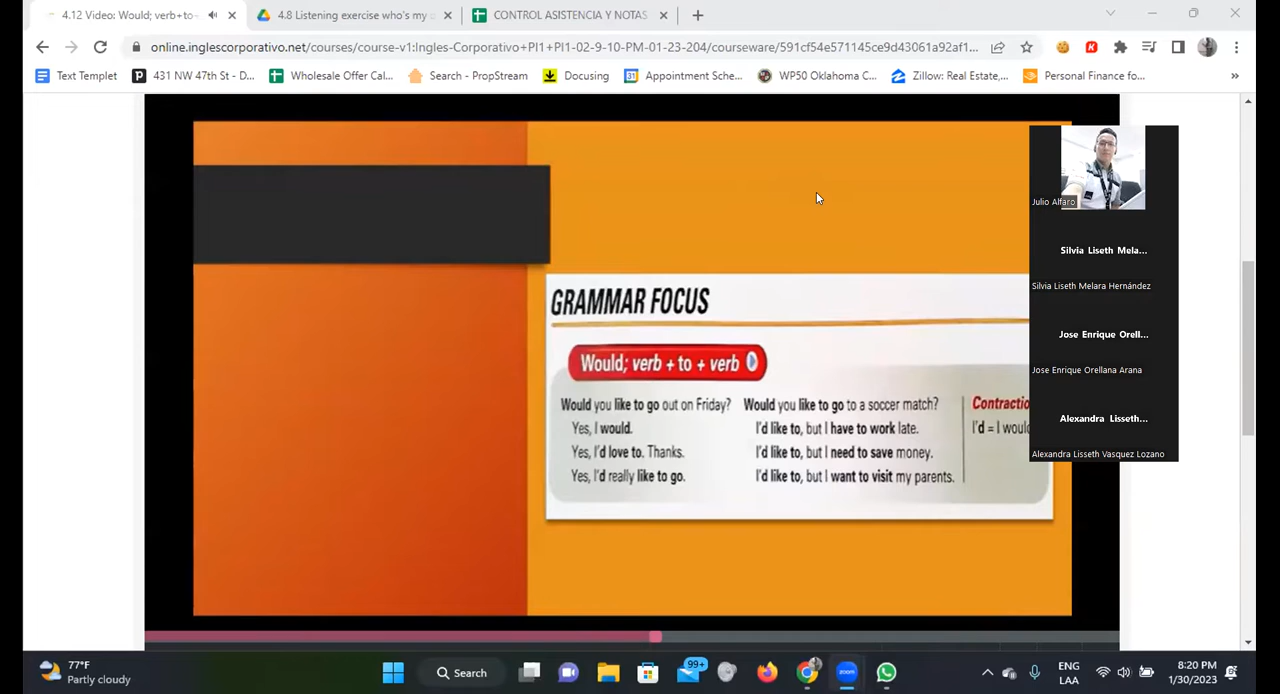 4.12 Video: Would; verb+to+
4.8 Listening exercise who's my
CONTROL ASISTENCIA Y NOTAS
online.inglescorporativo.net/courses/course-v1:Ingles-Corporativo+PI1+PI1-02-9-10-PM-01-23-204/courseware/591cf54e571145ce9d43061a92af1...
Text Templet
431 NW 47th St - D...
Wholesale Offer Cal...
Search - PropStream
Docusing
Appointment Sche...
WP50 Oklahoma C...
Zillow: Real Estate,...
Personal Finance fo...
»
GRAMMAR FOCUS
Would; verb + to + verb
Would you like to go out on Friday?
Yes, I would.
Yes, I'd love to. Thanks.
Yes, I'd really like to go.
Would you like to go to a soccer match?
I'd like to, but I have to work late.
I'd like to, but I need to save money.
I'd like to, but I want to visit my parents.
Contractio
I'd = I woul
Julio Alfaro
Silvia Liseth Mela...
Silvia Liseth Melara Hernández
Jose Enrique Orell...
Jose Enrique Orellana Arana
Alexandra Lisseth...
Alexandra Lisseth Vasquez Lozano
77°F
Partly cloudy
Search
99+
zoom
ENG
LAA
8:20 PM
1/30/2023